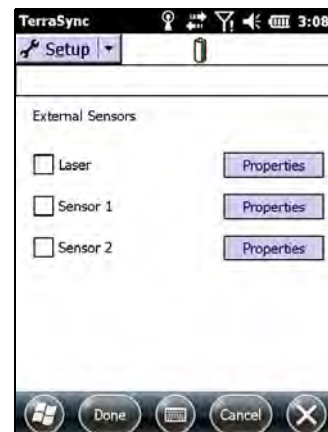 TerraSync 3:08
Setup
External Sensors
Laser Properties
Sensor 1 Properties
Sensor 2 Properties
Done Cancel